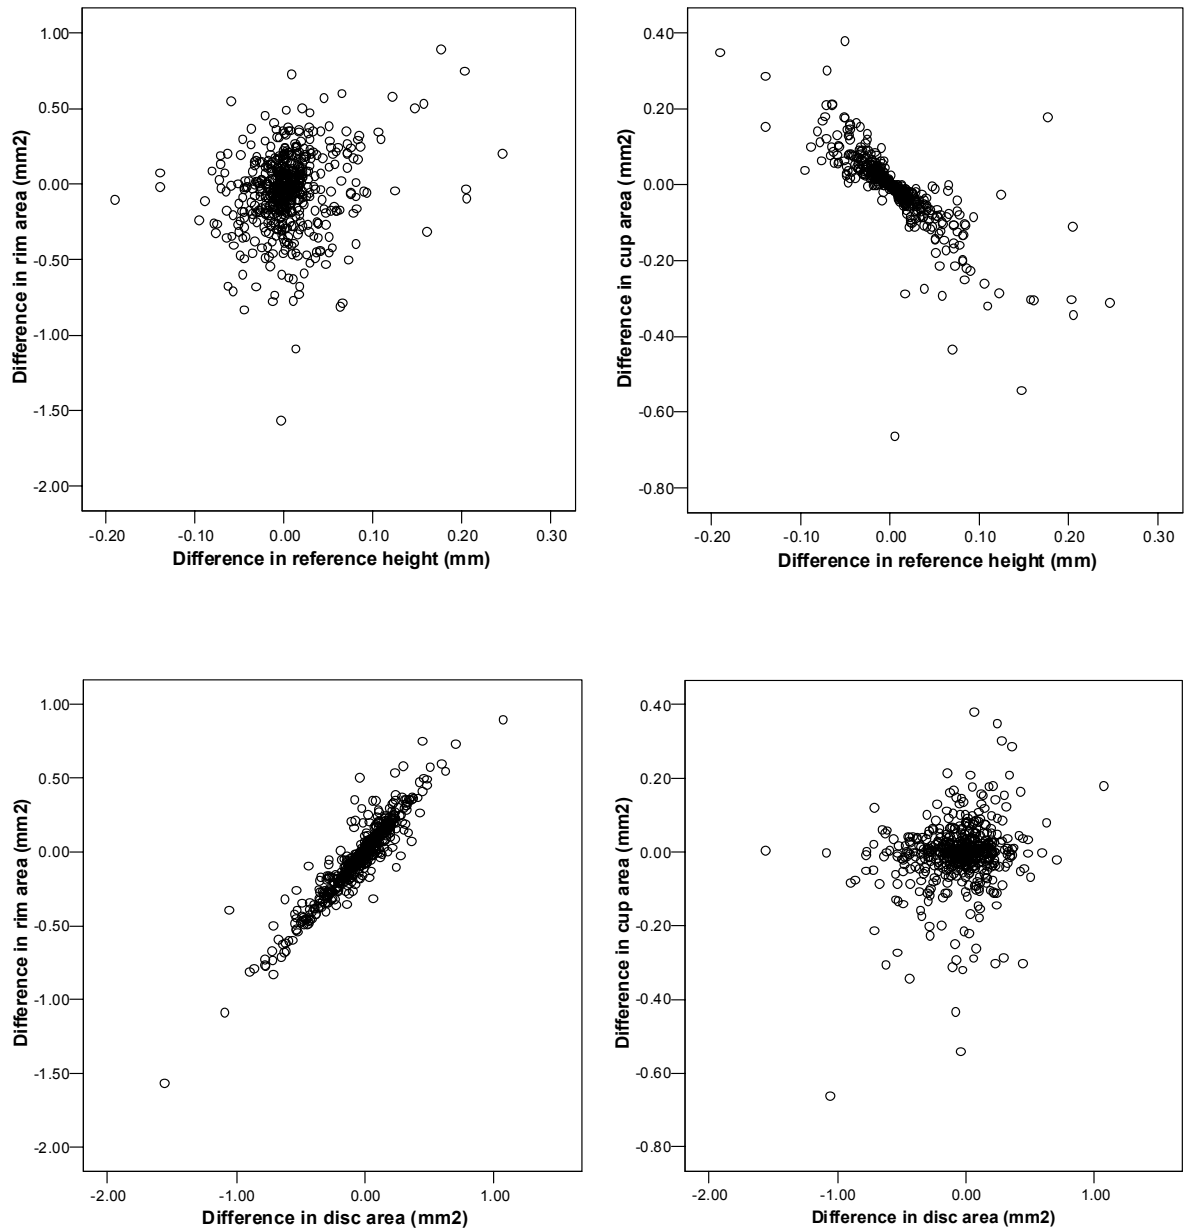 1.00
0.50
0.00
-0.50
-1.00
-1.50
-2.00
Difference in rim area (mm2)
-0.20 -0.10 0.00 0.10 0.20 0.30
Difference in reference height (mm)
0.40
0.20
0.00
-0.20
-0.40
-0.60
-0.80
Difference in cup area (mm2)
-0.20 -0.10 0.00 0.10 0.20 0.30
Difference in reference height (mm)
1.00
0.50
0.00
-0.50
-1.00
-1.50
-2.00
Difference in rim area (mm2)
-2.00 -1.00 0.00 1.00
Difference in disc area (mm2)
0.40
0.20
0.00
-0.20
-0.40
-0.60
-0.80
Difference in cup area (mm2)
-2.00 -1.00 0.00 1.00
Difference in disc area (mm2)